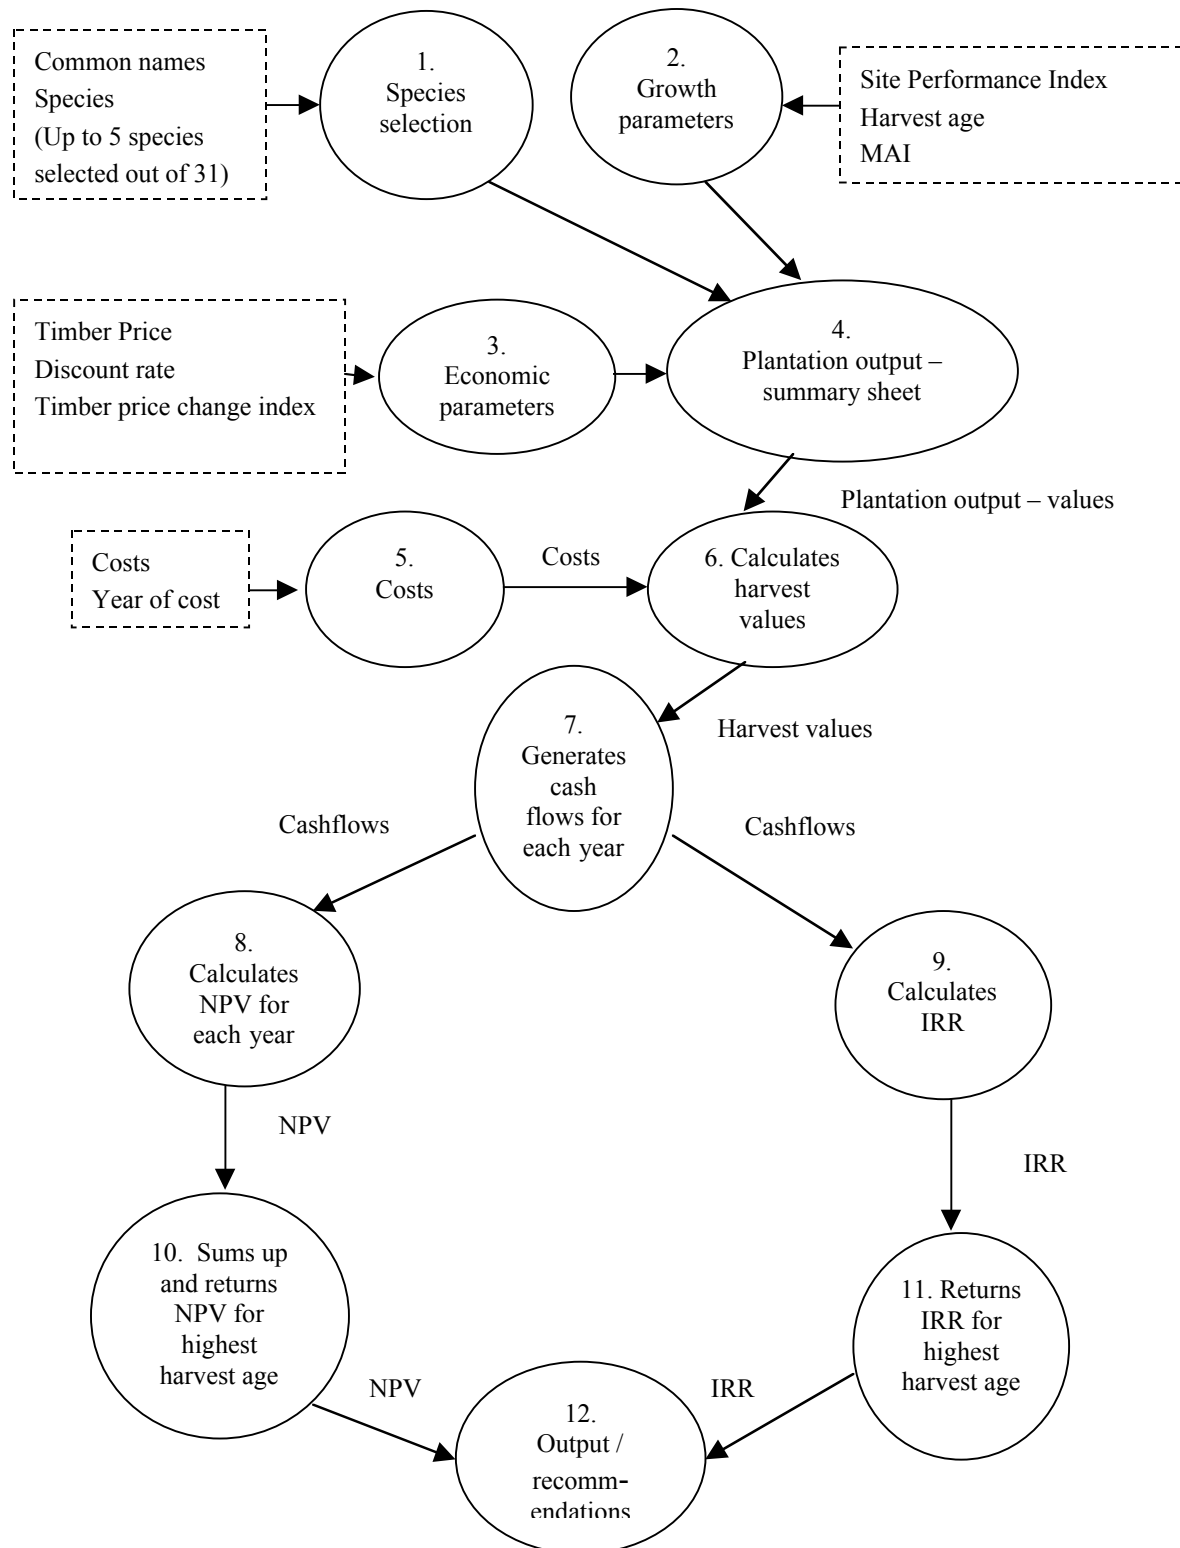 Common names
Species
(Up to 5 species
selected out of 31)
1.
Species
selection
2.
Growth
parameters
Site Performance Index
Harvest age
MAI
Timber Price
Discount rate
Timber price change index
3.
Economic
parameters
4.
Plantation output –
summary sheet
Plantation output – values
Costs
Year of cost
5.
Costs
Costs
6. Calculates
harvest
values
Harvest values
7.
Generates
cash
flows for
each year
Cashflows
Cashflows
8.
Calculates
NPV for
each year
9.
Calculates
IRR
NPV
IRR
10.  Sums up
and returns
NPV for
highest
harvest age
11. Returns
IRR for
highest
harvest age
NPV
IRR
12.
Output /
recomm-
endations